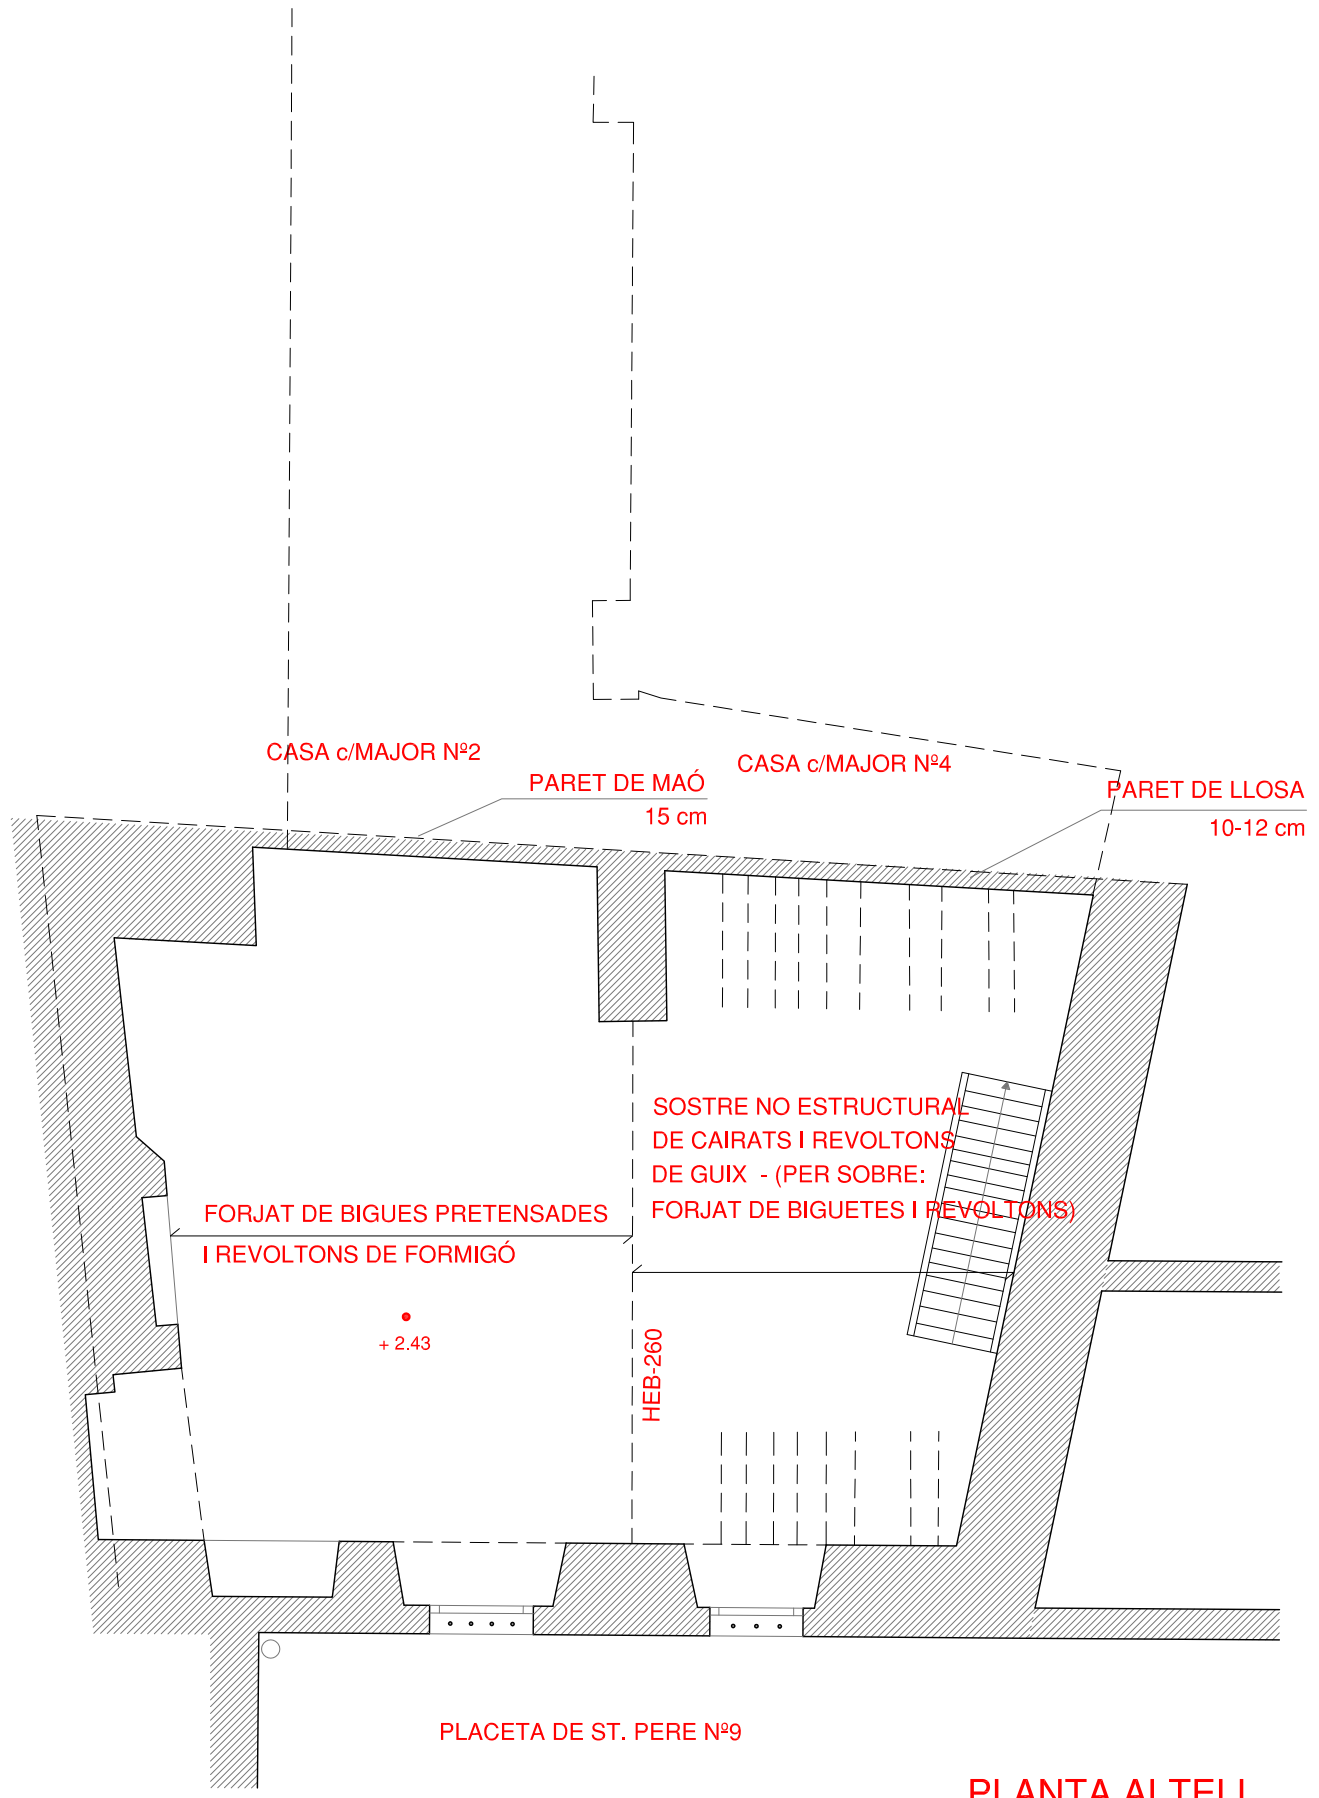 CASA c/MAJOR Nº2
CASA c/MAJOR Nº4
PARET DE MAÓ
15 cm
PARET DE LLOSA
10-12 cm
SOSTRE NO ESTRUCTURAL
DE CAIRATS I REVOLTONS
DE GUIX - (PER SOBRE:
FORJAT DE BIGUETES I REVOLTONS)
FORJAT DE BIGUES PRETENSADES
I REVOLTONS DE FORMIGÓ
+ 2.43
HEB-260
PLACETA DE ST. PERE Nº9
PLANTA ALTELL